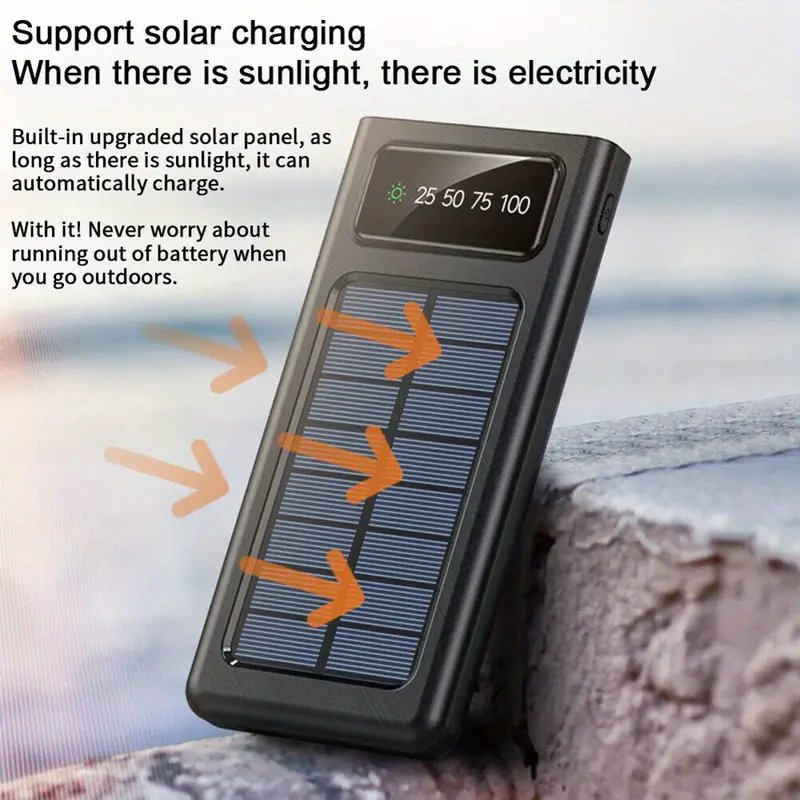 Support solar charging
When there is sunlight, there is electricity
Built-in upgraded solar panel, as
long as there is sunlight, it can
automatically charge.
With it! Never worry about
running out of battery when
you go outdoors.
25 50 75 100